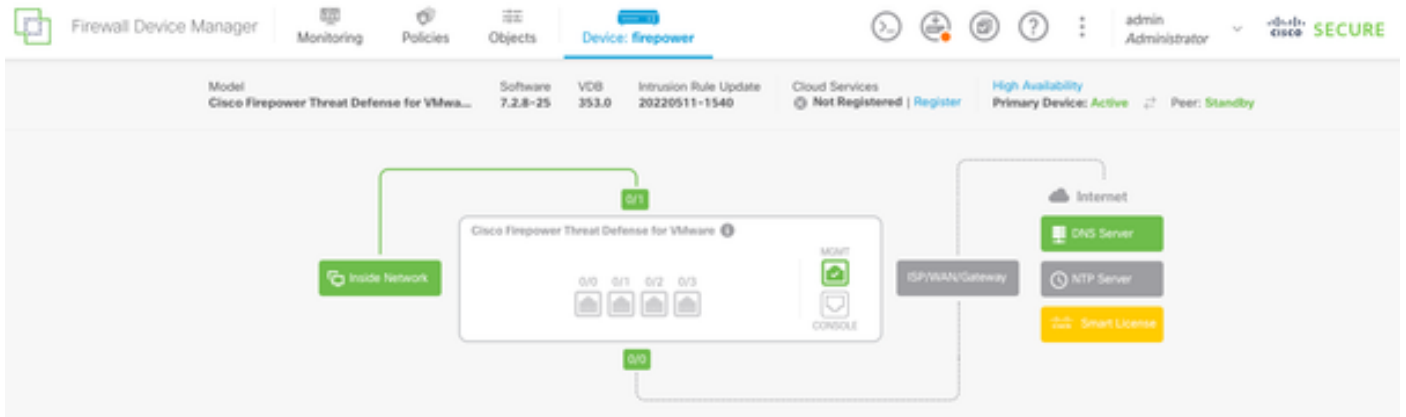 Firewall Device Manager
Monitoring
Policies
Objects
Device: firepower
admin
Administrator
CISCO SECURE
Model
Cisco Firepower Threat Defense for VMwa...
Software
7.2.8-25
VDB
353.0
Intrusion Rule Update
20220511-1540
Cloud Services
Not Registered | Register
High Availability
Primary Device: Active Peer: Standby
0/1
Internet
Cisco Firepower Threat Defense for VMware
DNS Server
MGMT
Inside Network
0/0 0/1 0/2 0/3
ISP/WAN/Gateway
NTP Server
CONSOLE
Smart License
0/0